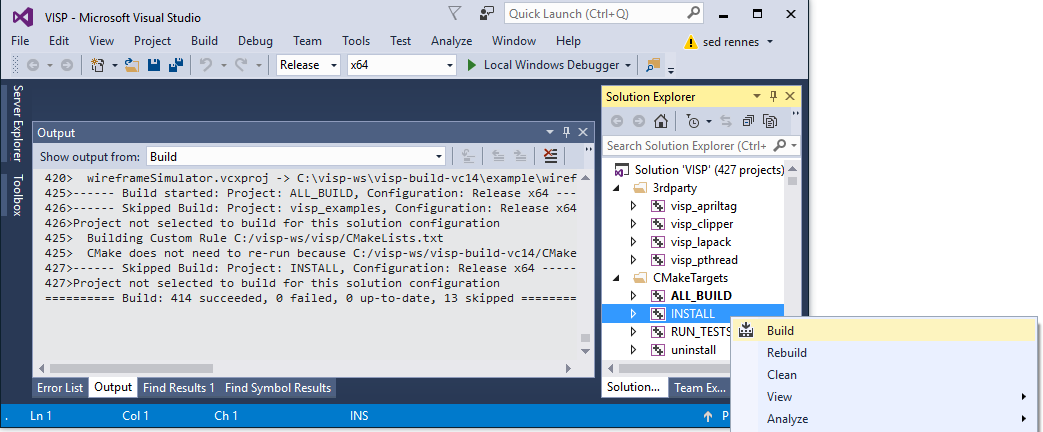 VISP - Microsoft Visual Studio
Quick Launch (Ctrl+Q)
File Edit View Project Build Debug Team Tools Test Analyze Window Help
sed rennes
Release x64 Local Windows Debugger
Server Explorer
Toolbox
Output
Show output from: Build
420> wireframeSimulator.vcxproj -> C:\visp-ws\visp-build-vc14\example\wiref
425>------ Build started: Project: ALL_BUILD, Configuration: Release x64 ---
426>------ Skipped Build: Project: visp_examples, Configuration: Release x64
426>Project not selected to build for this solution configuration
425> Building Custom Rule C:/visp-ws/visp/CMakeLists.txt
425> CMake does not need to re-run because C:/visp-ws/visp-build-vc14/CMake
427>------ Skipped Build: Project: INSTALL, Configuration: Release x64 -----
427>Project not selected to build for this solution configuration
========== Build: 414 succeeded, 0 failed, 0 up-to-date, 13 skipped ========
Error List Output Find Results 1 Find Symbol Results
Solution Explorer
Search Solution Explorer (Ctrl+
Solution 'VISP' (427 projects)
3rdparty
visp_apriltag
visp_clipper
visp_lapack
visp_pthread
CMakeTargets
ALL_BUILD
INSTALL
RUN_TESTS
uninstall
Solution... Team Ex...
Build
Rebuild
Clean
View
Analyze
Ln 1 Col 1 Ch 1 INS P